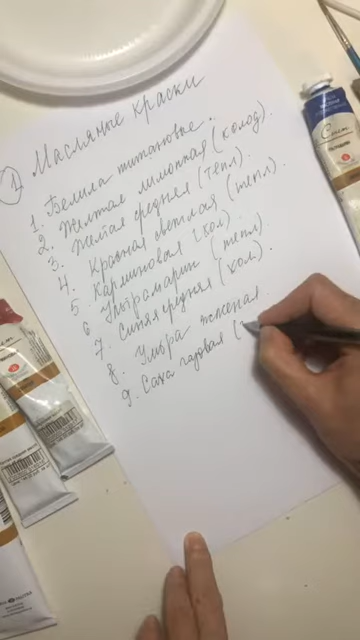 1 Масляные краски
1. Белила титановые.
2. Желтая лимонная (холод).
3. Желтая средняя (тепл).
4. Красная светлая (тепл).
5. Карминовая (хол).
6. Ультрамарин (тепл).
7. Синяя средняя (хол).
8. Умбра жженая.
9. Сажа газовая (